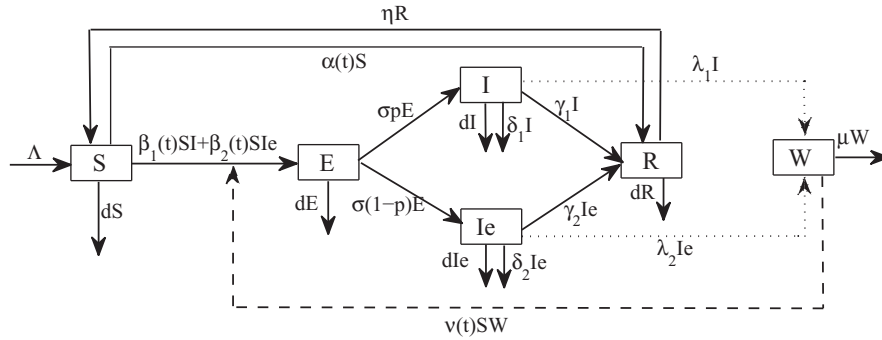 ηR
α(t)S
λ₁I
I
σpE
dI
δ₁I
γ₁I
Λ
S
β₁(t)SI+β₂(t)SIe
E
R
W
μW
dS
dE
σ(1−p)E
dR
Ie
γ₂Ie
λ₂Ie
dIe
δ₂Ie
ν(t)SW